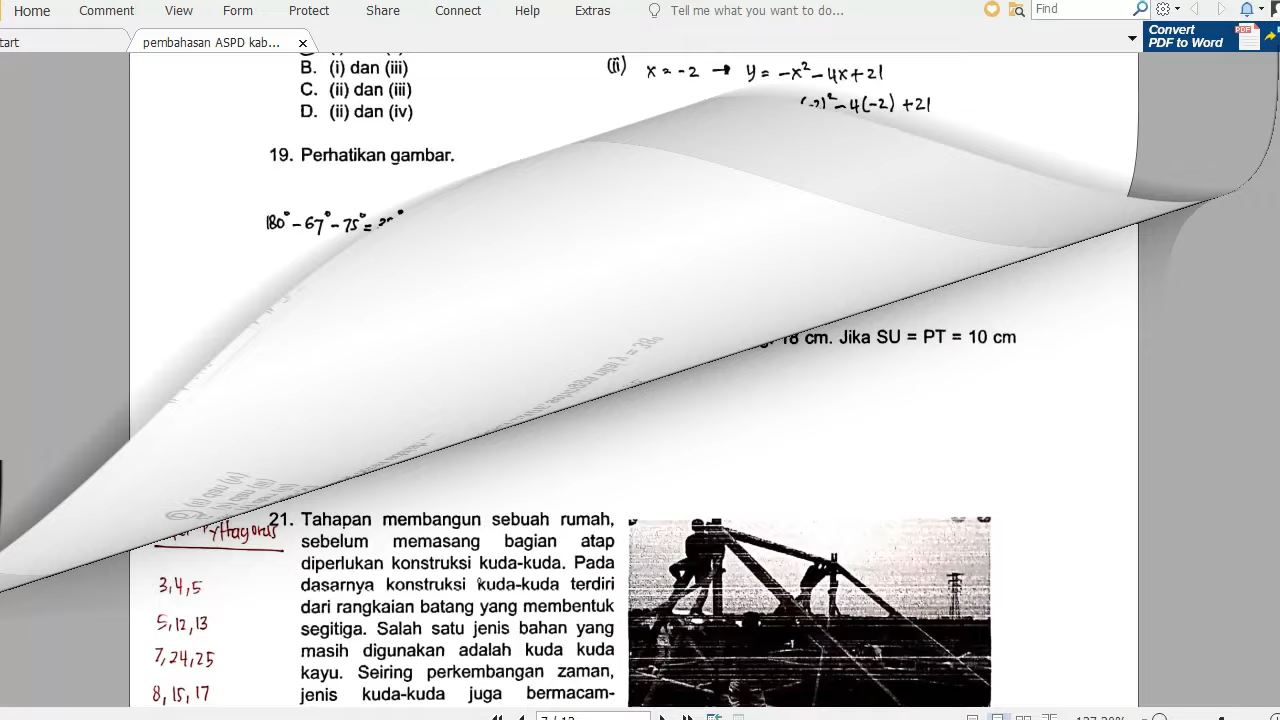 Home Comment View Form Protect Share Connect Help Extras Tell me what you want to do... Find
tart pembahasan ASPD kab... × Convert
PDF to Word
B. (i) dan (iii)
C. (ii) dan (iii)
D. (ii) dan (iv)
(ii) x = -2 → y = -x² - 4x + 21
-4(-2) + 21
19. Perhatikan gambar.
180° - 67° - 75° =
18 cm. Jika SU = PT = 10 cm
3, 4, 5
5, 12, 13
7, 24, 25
8, 15, 17
21. Tahapan membangun sebuah rumah,
sebelum memasang bagian atap
diperlukan konstruksi kuda-kuda. Pada
dasarnya konstruksi kuda-kuda terdiri
dari rangkaian batang yang membentuk
segitiga. Salah satu jenis bahan yang
masih digunakan adalah kuda kuda
kayu. Seiring perkembangan zaman,
jenis kuda-kuda juga bermacam-